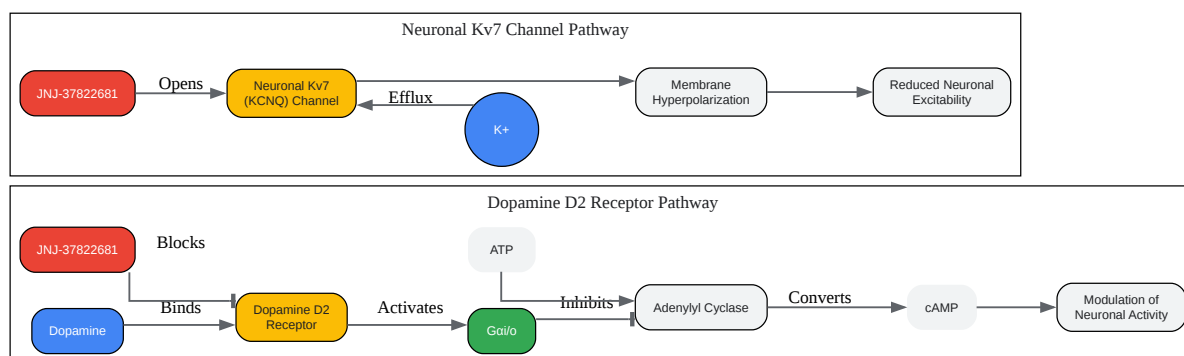 Neuronal Kv7 Channel Pathway
JNJ-37822681
Opens
Neuronal Kv7
(KCNQ) Channel
Efflux
K+
Membrane
Hyperpolarization
Reduced Neuronal
Excitability
Dopamine D2 Receptor Pathway
JNJ-37822681
Blocks
ATP
Dopamine
Binds
Dopamine D2
Receptor
Activates
Gαi/o
Inhibits
Adenylyl Cyclase
Converts
cAMP
Modulation of
Neuronal Activity